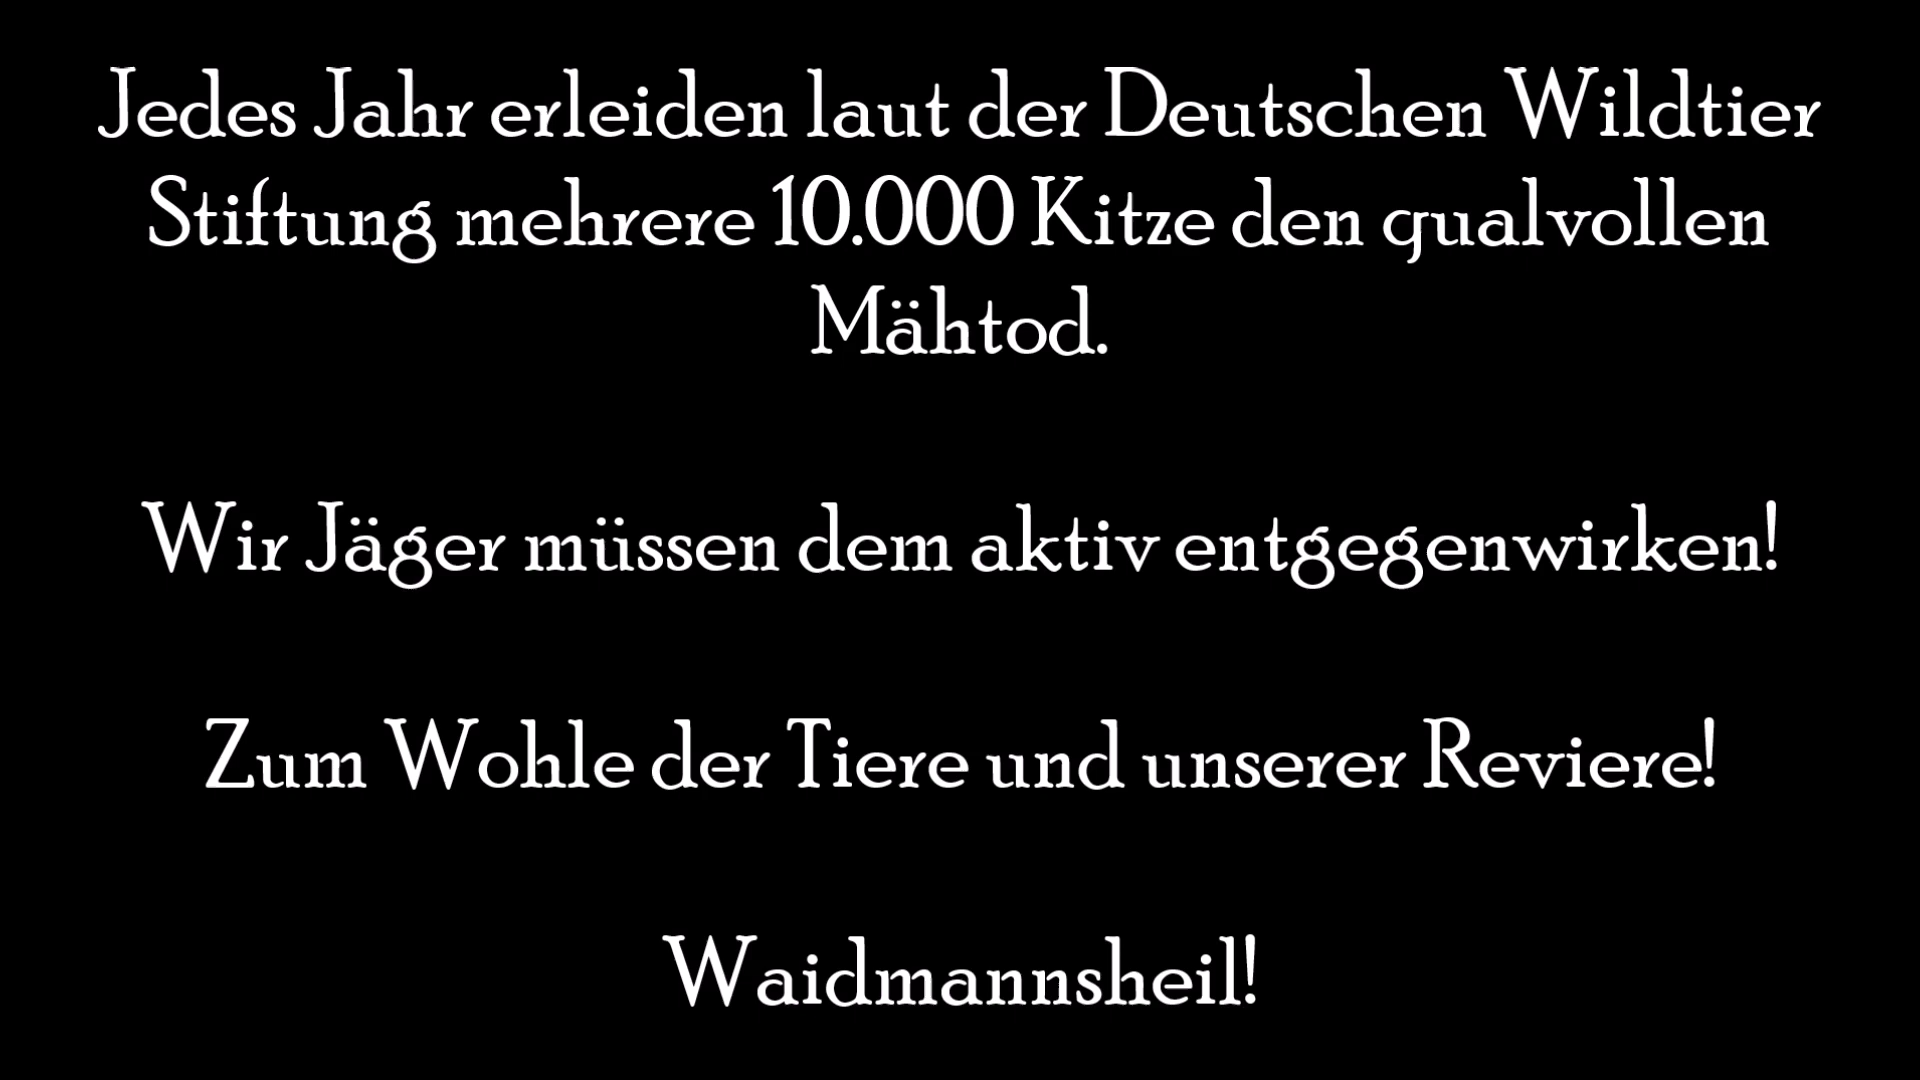 Jedes Jahr erleiden laut der Deutschen Wildtier
Stiftung mehrere 10.000 Kitze den qualvollen
Mähtod.
Wir Jäger müssen dem aktiv entgegenwirken!
Zum Wohle der Tiere und unserer Reviere!
Waidmannsheil!